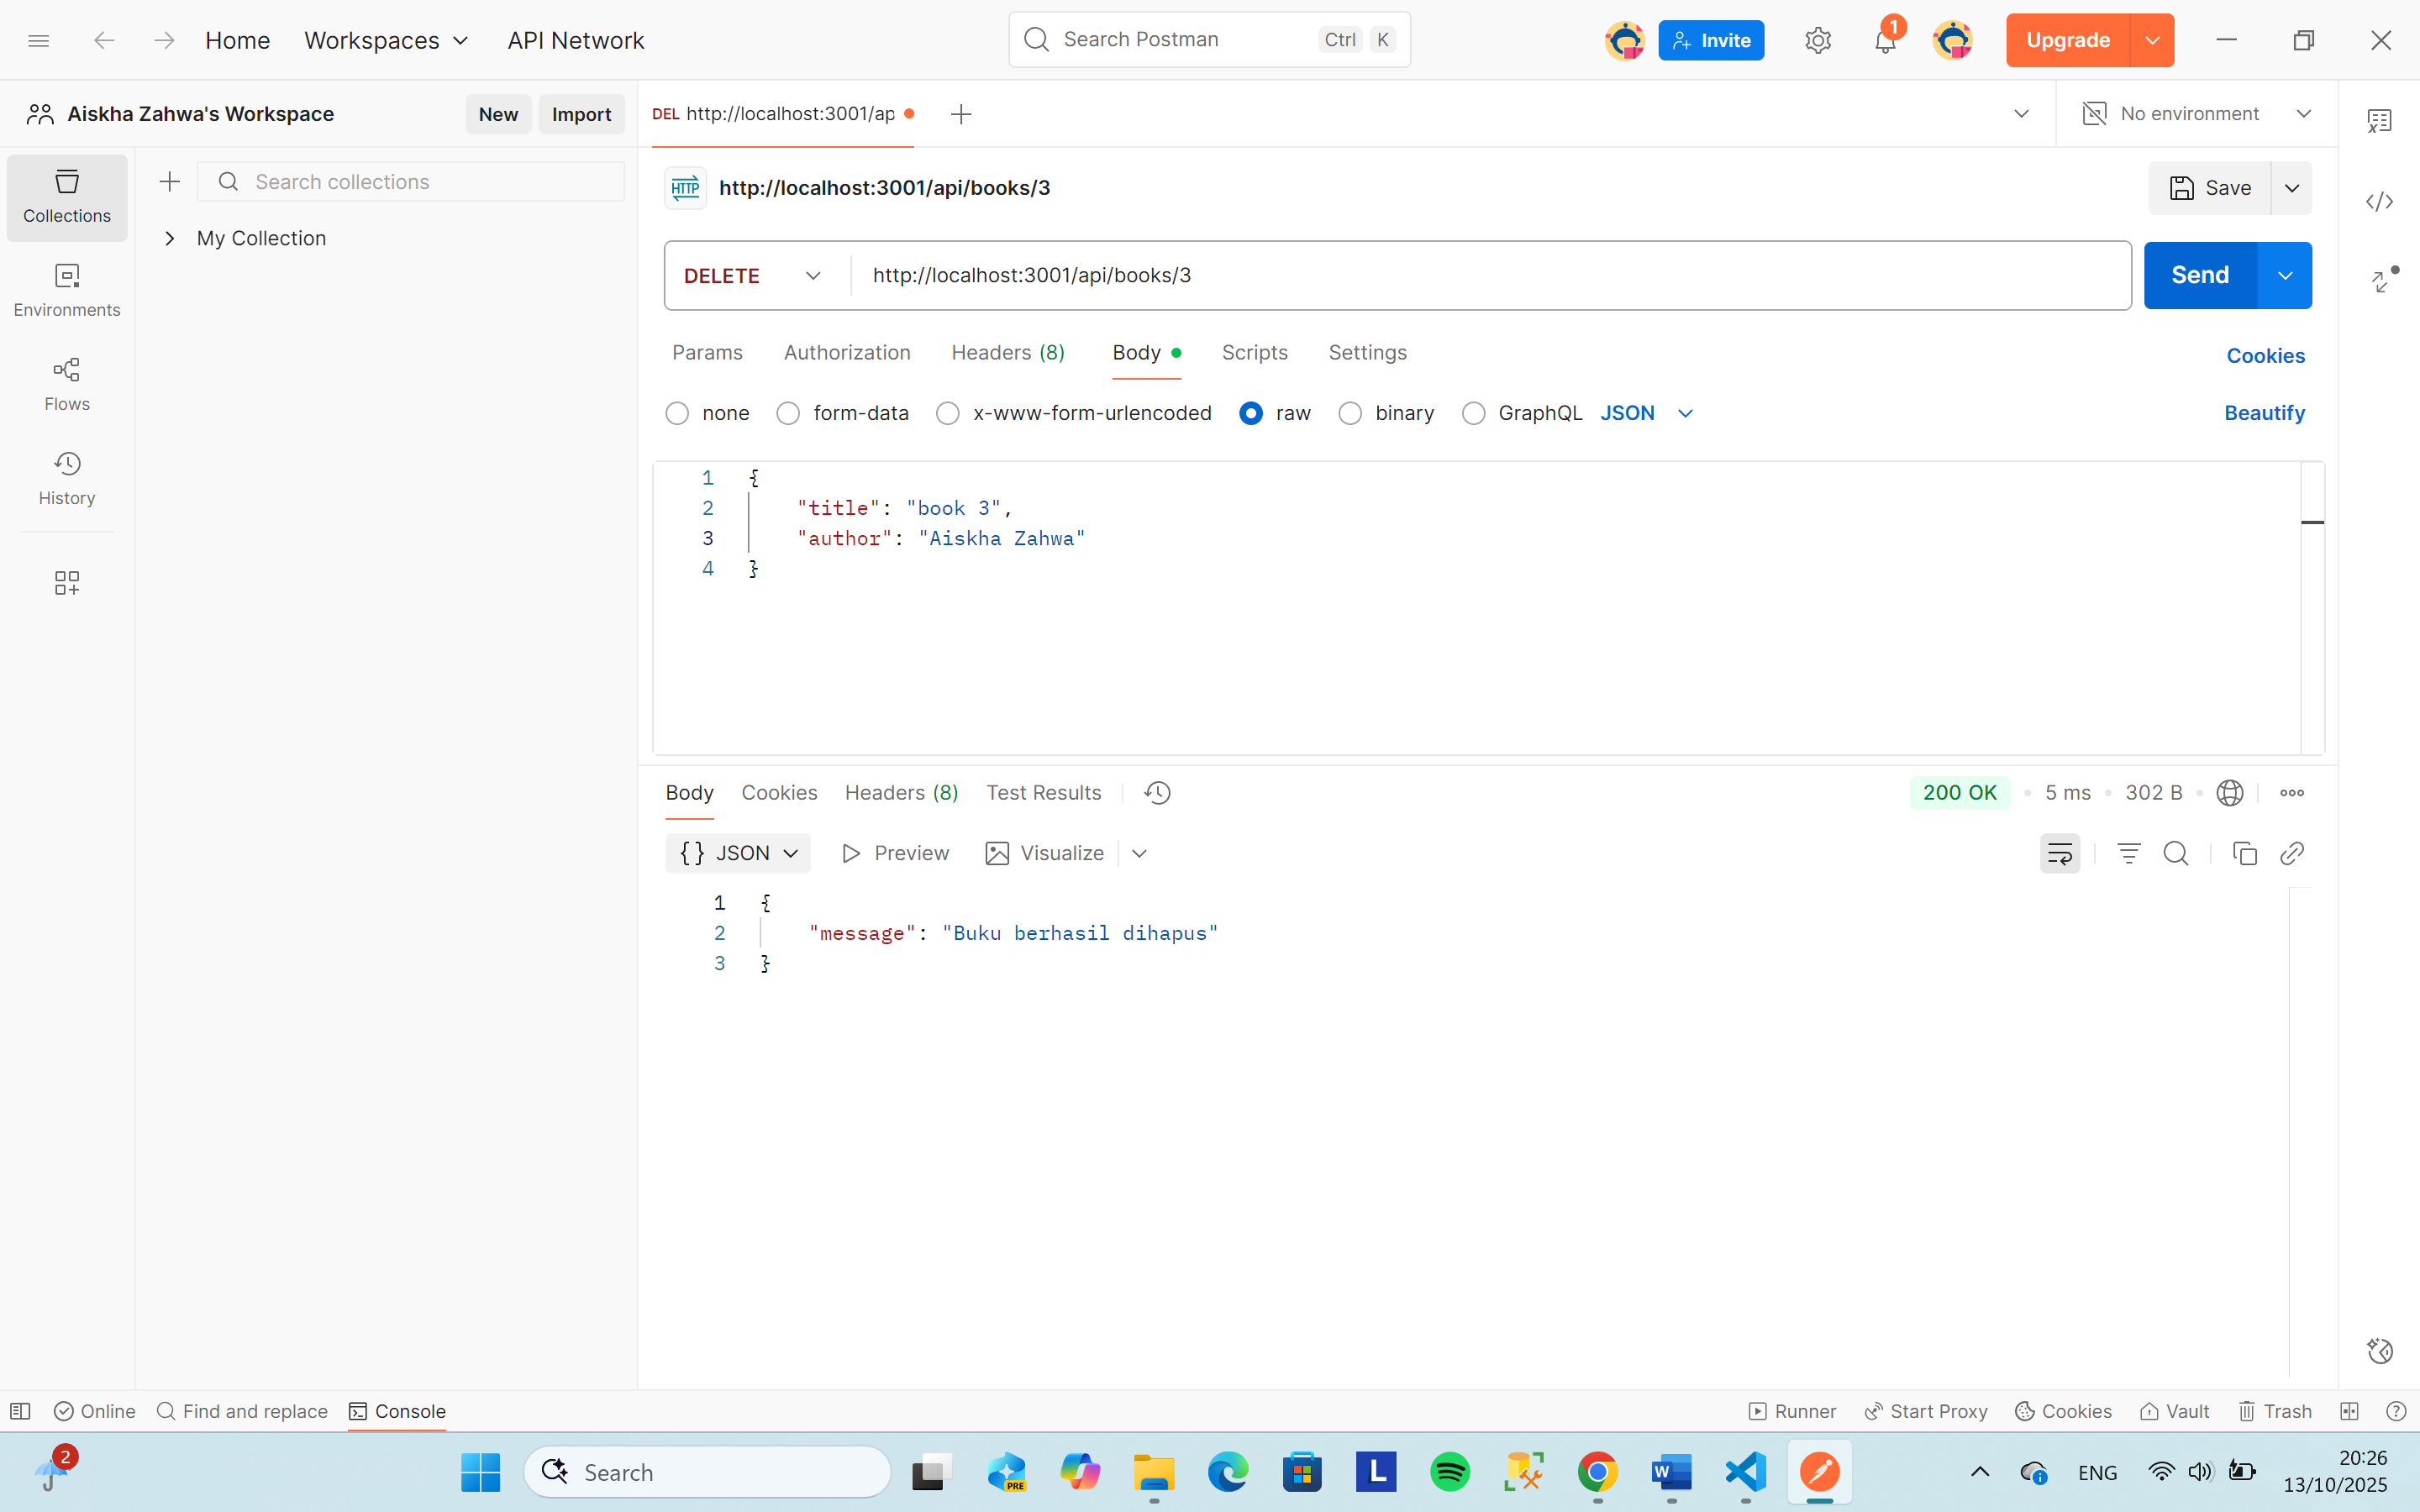 Home Workspaces API Network Search Postman Ctrl K Invite 1 Upgrade
Aiskha Zahwa's Workspace New Import DEL http://localhost:3001/ap No environment
Collections
Search collections
My Collection
Environments
Flows
History
HTTP http://localhost:3001/api/books/3 Save
DELETE http://localhost:3001/api/books/3 Send
Params Authorization Headers (8) Body Scripts Settings Cookies
none form-data x-www-form-urlencoded raw binary GraphQL JSON Beautify
1 {
2 "title": "book 3",
3 "author": "Aiskha Zahwa"
4 }
Body Cookies Headers (8) Test Results 200 OK 5 ms 302 B
{} JSON Preview Visualize
1 {
2 "message": "Buku berhasil dihapus"
3 }
Online Find and replace Console Runner Start Proxy Cookies Vault Trash
2 Search PRE L W ENG 20:26
13/10/2025